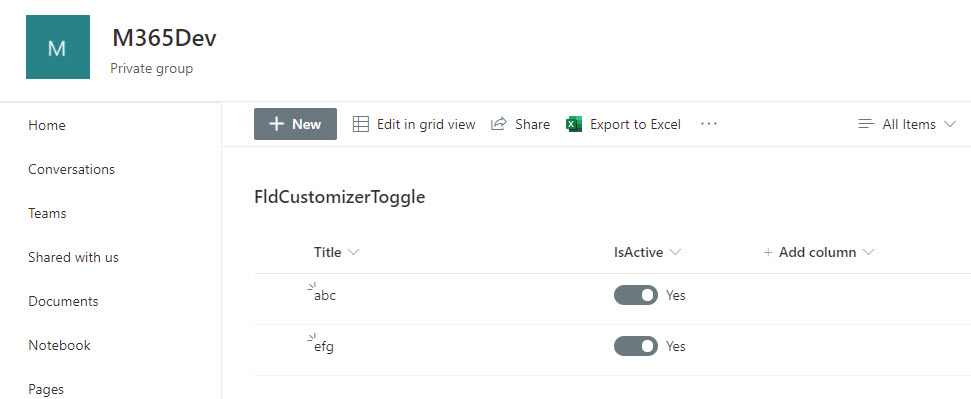 M
M365Dev
Private group
Home
Conversations
Teams
Shared with us
Documents
Notebook
Pages
+ New Edit in grid view Share Export to Excel ··· All Items
FldCustomizerToggle
Title IsActive + Add column
abc Yes
efg Yes